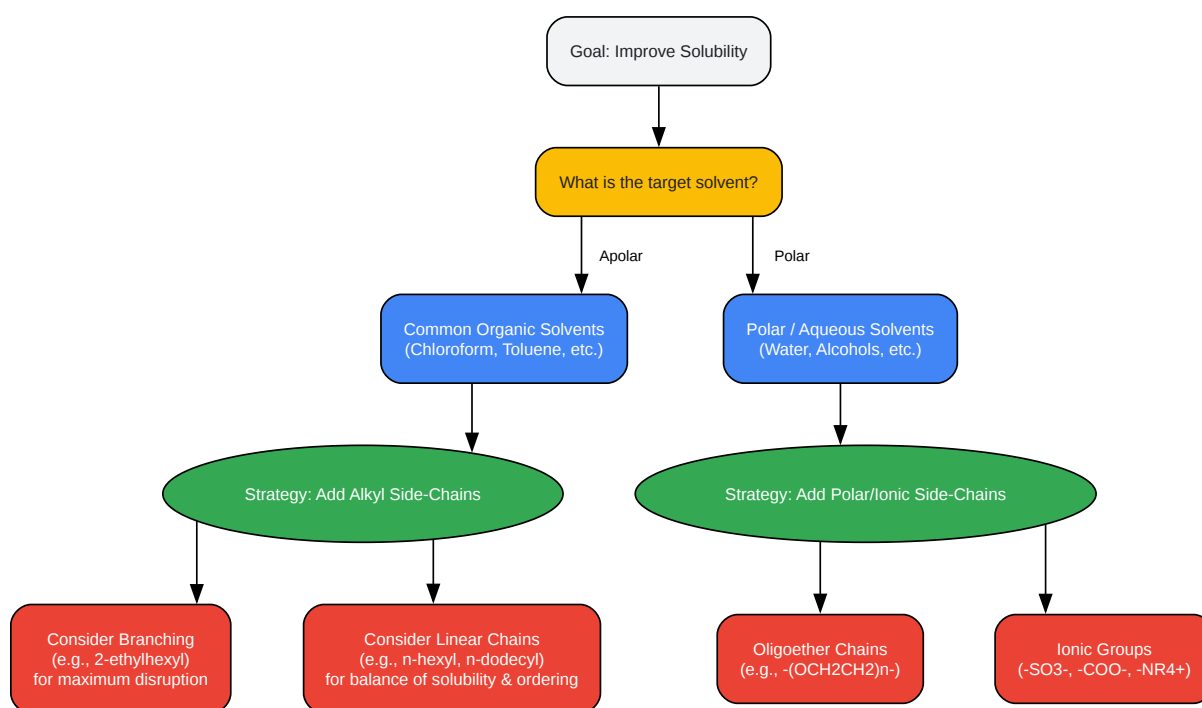 Goal: Improve Solubility
What is the target solvent?
Apolar
Polar
Common Organic Solvents
(Chloroform, Toluene, etc.)
Polar / Aqueous Solvents
(Water, Alcohols, etc.)
Strategy: Add Alkyl Side-Chains
Strategy: Add Polar/Ionic Side-Chains
Consider Branching
(e.g., 2-ethylhexyl)
for maximum disruption
Consider Linear Chains
(e.g., n-hexyl, n-dodecyl)
for balance of solubility & ordering
Oligoether Chains
(e.g., -(OCH2CH2)n-)
Ionic Groups
(-SO3-, -COO-, -NR4+)